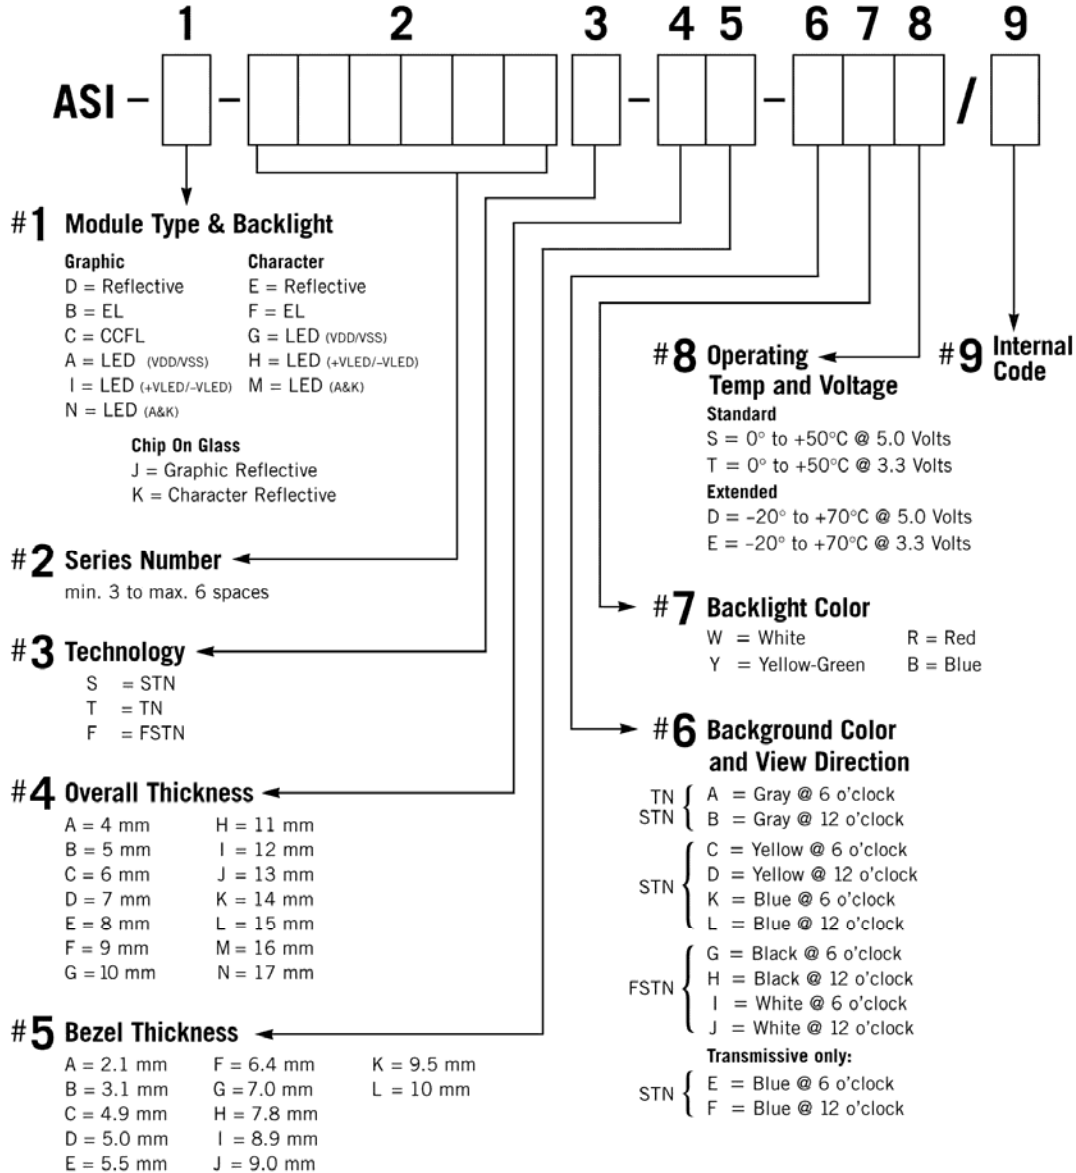 1 2 3 4 5 6 7 8 9
ASI – – – – /
#1 Module Type & Backlight
Graphic
D = Reflective
B = EL
C = CCFL
A = LED (VDD/VSS)
I = LED (+VLED/–VLED)
N = LED (A&K)
Character
E = Reflective
F = EL
G = LED (VDD/VSS)
H = LED (+VLED/–VLED)
M = LED (A&K)
Chip On Glass
J = Graphic Reflective
K = Character Reflective
#2 Series Number
min. 3 to max. 6 spaces
#3 Technology
S = STN
T = TN
F = FSTN
#4 Overall Thickness
A = 4 mm
B = 5 mm
C = 6 mm
D = 7 mm
E = 8 mm
F = 9 mm
G = 10 mm
H = 11 mm
I = 12 mm
J = 13 mm
K = 14 mm
L = 15 mm
M = 16 mm
N = 17 mm
#5 Bezel Thickness
A = 2.1 mm
B = 3.1 mm
C = 4.9 mm
D = 5.0 mm
E = 5.5 mm
F = 6.4 mm
G = 7.0 mm
H = 7.8 mm
I = 8.9 mm
J = 9.0 mm
K = 9.5 mm
L = 10 mm
#8 Operating
Temp and Voltage
Standard
S = 0° to +50°C @ 5.0 Volts
T = 0° to +50°C @ 3.3 Volts
Extended
D = –20° to +70°C @ 5.0 Volts
E = –20° to +70°C @ 3.3 Volts
#9 Internal
Code
#7 Backlight Color
W = White
Y = Yellow-Green
R = Red
B = Blue
#6 Background Color
and View Direction
TN
STN
A = Gray @ 6 o'clock
B = Gray @ 12 o'clock
STN
C = Yellow @ 6 o'clock
D = Yellow @ 12 o'clock
K = Blue @ 6 o'clock
L = Blue @ 12 o'clock
FSTN
G = Black @ 6 o'clock
H = Black @ 12 o'clock
I = White @ 6 o'clock
J = White @ 12 o'clock
Transmissive only:
STN
E = Blue @ 6 o'clock
F = Blue @ 12 o'clock